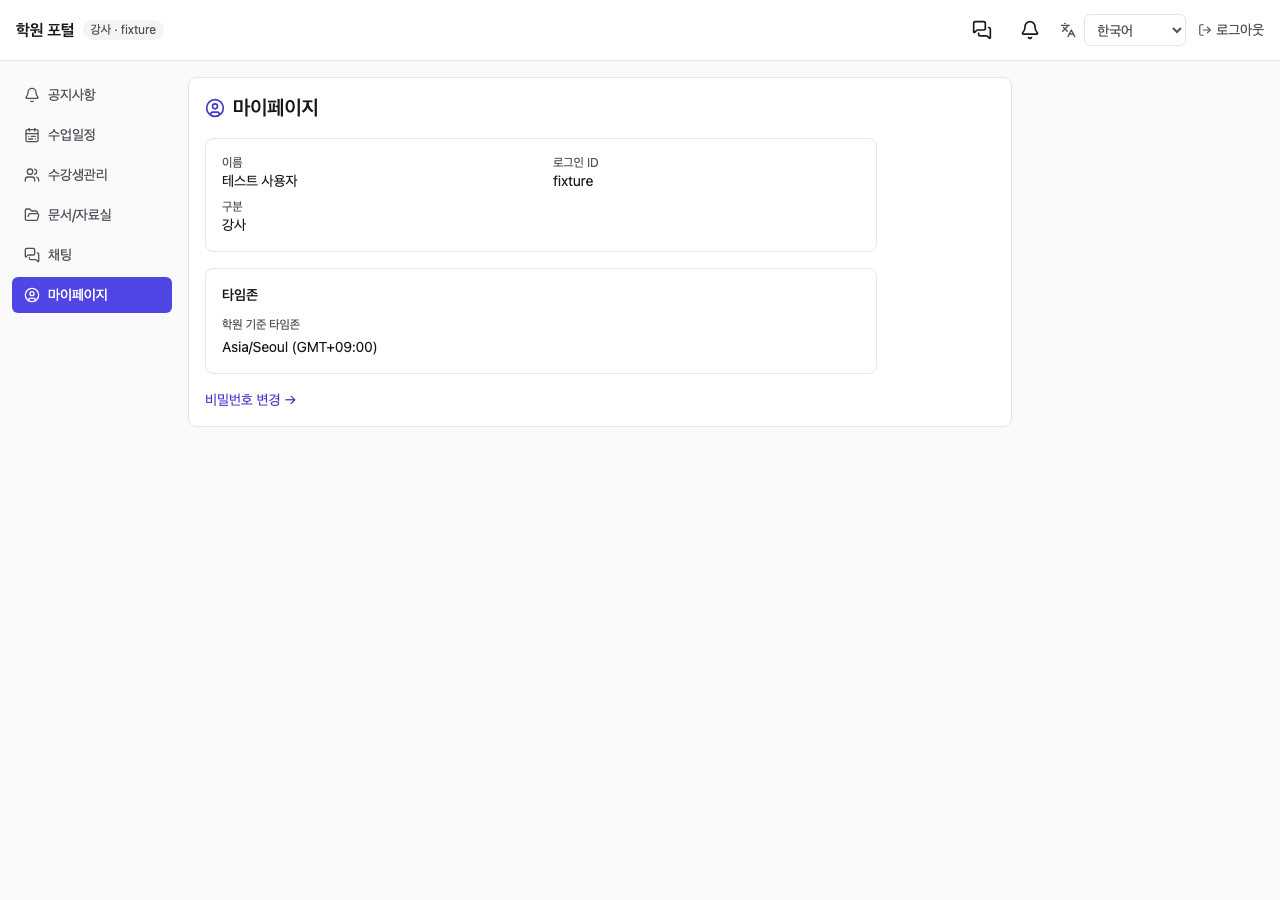 학원 포털
강사 · fixture
한국어
로그아웃
공지사항
수업일정
수강생관리
문서/자료실
채팅
마이페이지
마이페이지
이름
테스트 사용자
로그인 ID
fixture
구분
강사
타임존
학원 기준 타임존
Asia/Seoul (GMT+09:00)
비밀번호 변경 →